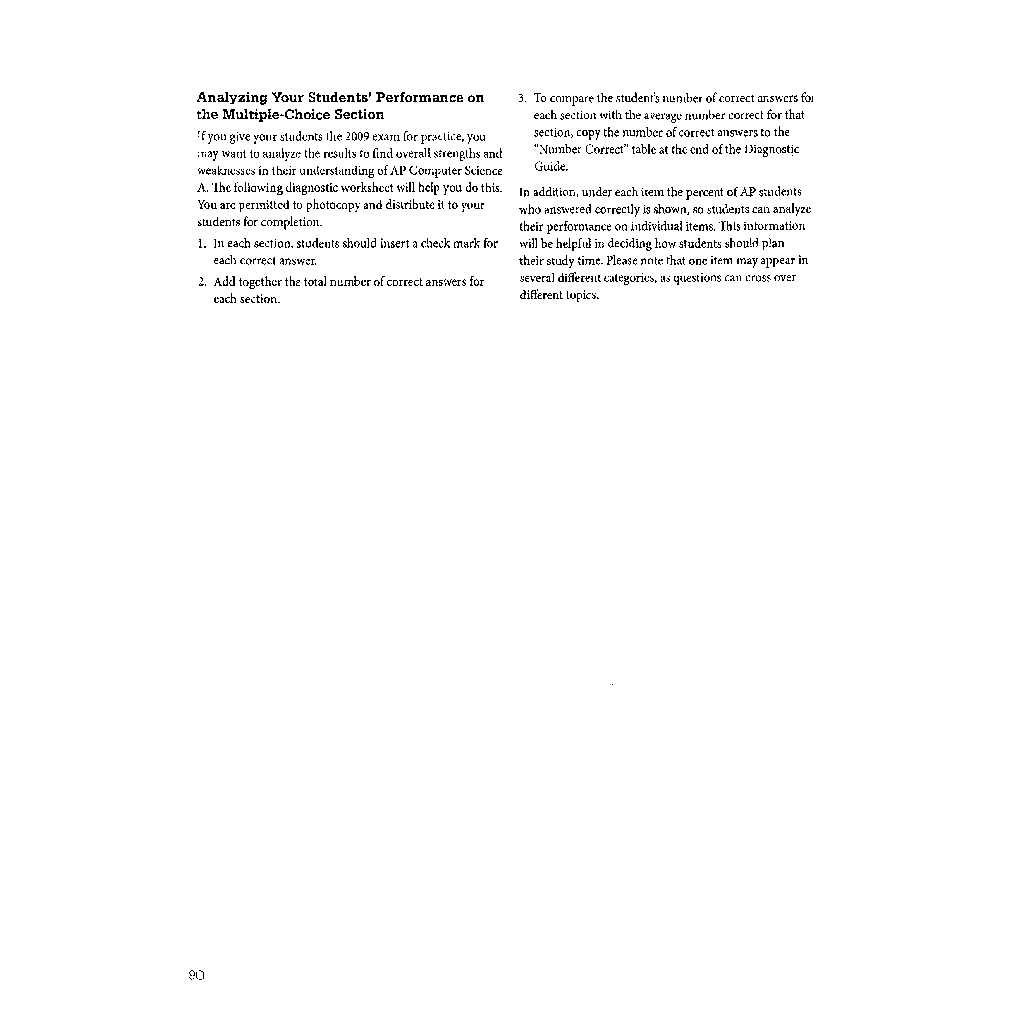 Analyzing Your Students' Performance on
the Multiple-Choice Section
If you give your students the 2009 exam for practice, you
may want to analyze the results to find overall strengths and
weaknesses in their understanding of AP Computer Science
A. The following diagnostic worksheet will help you do this.
You are permitted to photocopy and distribute it to your
students for completion.
1. In each section, students should insert a check mark for
each correct answer.
2. Add together the total number of correct answers for
each section.
3. To compare the student's number of correct answers for
each section with the average number correct for that
section, copy the number of correct answers to the
"Number Correct" table at the end of the Diagnostic
Guide.
In addition, under each item the percent of AP students
who answered correctly is shown, so students can analyze
their performance on individual items. This information
will be helpful in deciding how students should plan
their study time. Please note that one item may appear in
several different categories, as questions can cross over
different topics.
90